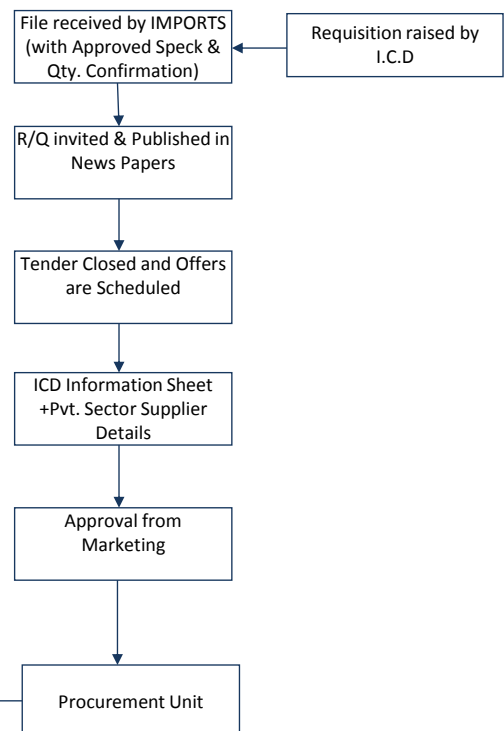 File received by IMPORTS
(with Approved Speck &
Qty. Confirmation)
Requisition raised by
I.C.D
R/Q invited & Published in
News Papers
Tender Closed and Offers
are Scheduled
ICD Information Sheet
+Pvt. Sector Supplier
Details
Approval from
Marketing
Procurement Unit